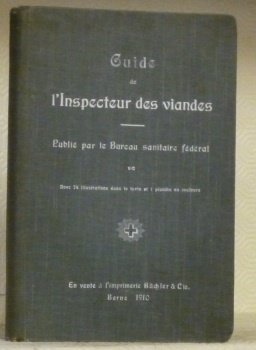 Guide
de
l'Inspecteur des viandes
Publié par le Bureau sanitaire fédéral
Avec 74 illustrations dans le texte et 1 planche en couleurs
En vente à l'imprimerie Büchler & Cie.
Berne 1910